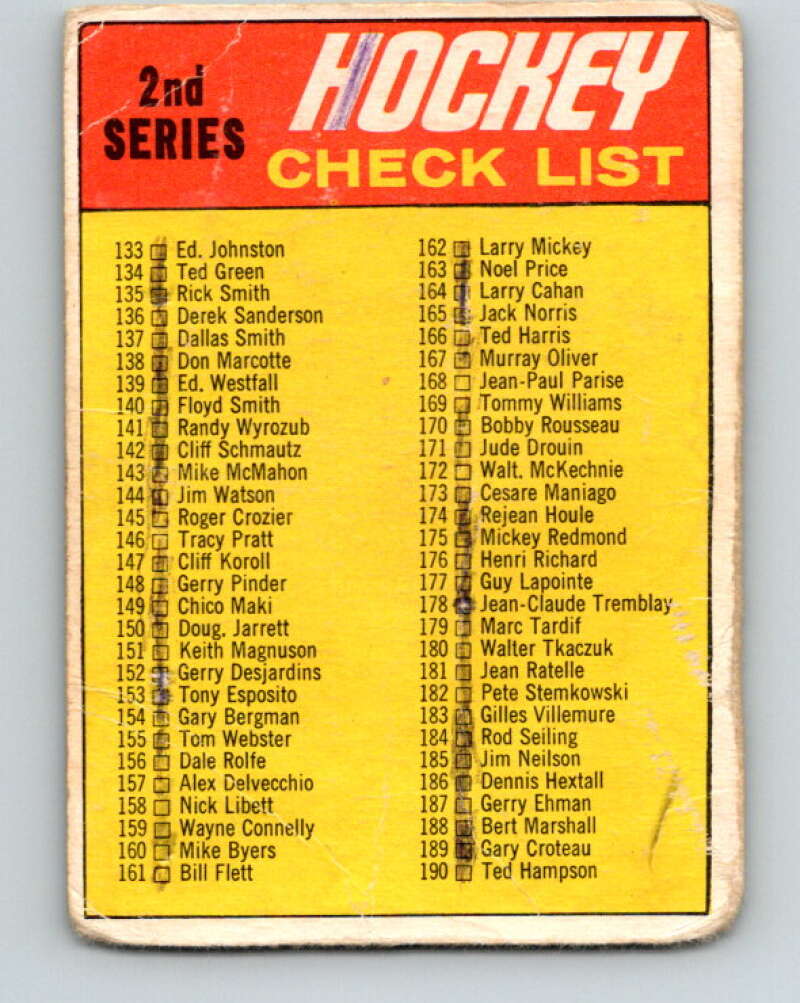 2nd
SERIES
HOCKEY
CHECK LIST
133 Ed. Johnston
134 Ted Green
135 Rick Smith
136 Derek Sanderson
137 Dallas Smith
138 Don Marcotte
139 Ed. Westfall
140 Floyd Smith
141 Randy Wyrozub
142 Cliff Schmautz
143 Mike McMahon
144 Jim Watson
145 Roger Crozier
146 Tracy Pratt
147 Cliff Koroll
148 Gerry Pinder
149 Chico Maki
150 Doug. Jarrett
151 Keith Magnuson
152 Gerry Desjardins
153 Tony Esposito
154 Gary Bergman
155 Tom Webster
156 Dale Rolfe
157 Alex Delvecchio
158 Nick Libett
159 Wayne Connelly
160 Mike Byers
161 Bill Flett
162 Larry Mickey
163 Noel Price
164 Larry Cahan
165 Jack Norris
166 Ted Harris
167 Murray Oliver
168 Jean-Paul Parise
169 Tommy Williams
170 Bobby Rousseau
171 Jude Drouin
172 Walt. McKechnie
173 Cesare Maniago
174 Rejean Houle
175 Mickey Redmond
176 Henri Richard
177 Guy Lapointe
178 Jean-Claude Tremblay
179 Marc Tardif
180 Walter Tkaczuk
181 Jean Ratelle
182 Pete Stemkowski
183 Gilles Villemure
184 Rod Seiling
185 Jim Neilson
186 Dennis Hextall
187 Gerry Ehman
188 Bert Marshall
189 Gary Croteau
190 Ted Hampson